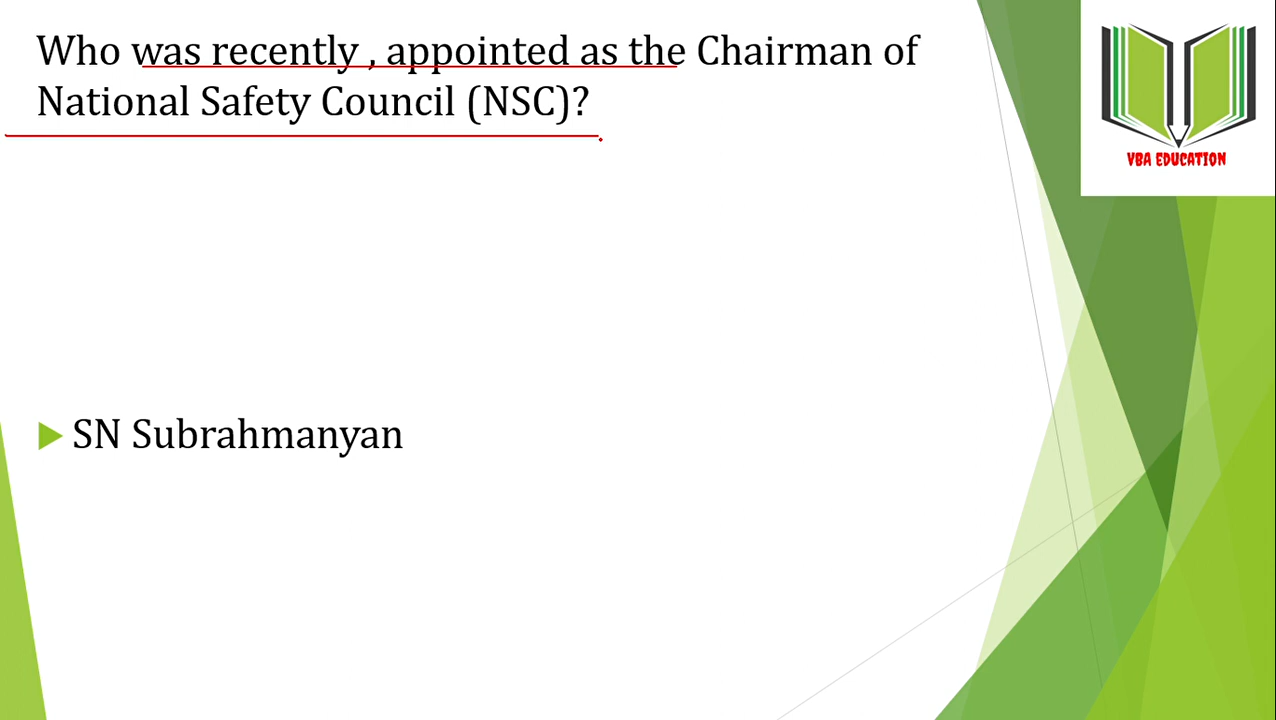 Who was recently , appointed as the Chairman of
National Safety Council (NSC)?
VBA EDUCATION
SN Subrahmanyan